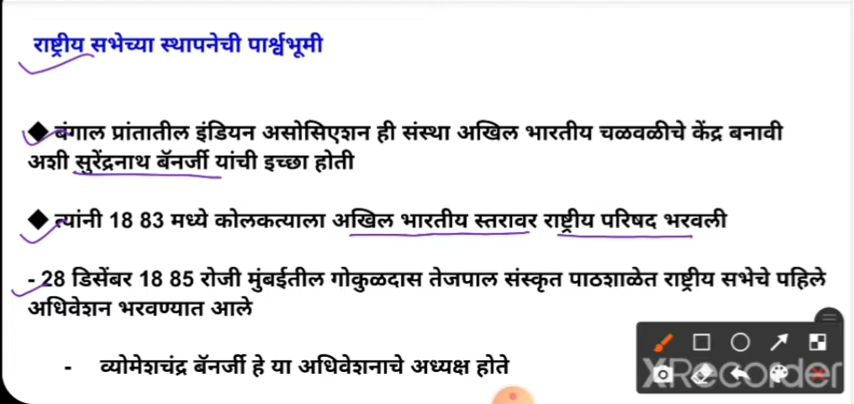 राष्ट्रीय सभेच्या स्थापनेची पार्श्वभूमी
◆ बंगाल प्रांतातील इंडियन असोसिएशन ही संस्था अखिल भारतीय चळवळीचे केंद्र बनावी
अशी सुरेंद्रनाथ बॅनर्जी यांची इच्छा होती
◆ त्यांनी 18 83 मध्ये कोलकत्याला अखिल भारतीय स्तरावर राष्ट्रीय परिषद भरवली
- 28 डिसेंबर 18 85 रोजी मुंबईतील गोकुळदास तेजपाल संस्कृत पाठशाळेत राष्ट्रीय सभेचे पहिले
अधिवेशन भरवण्यात आले
- व्योमेशचंद्र बॅनर्जी हे या अधिवेशनाचे अध्यक्ष होते
XRecorder